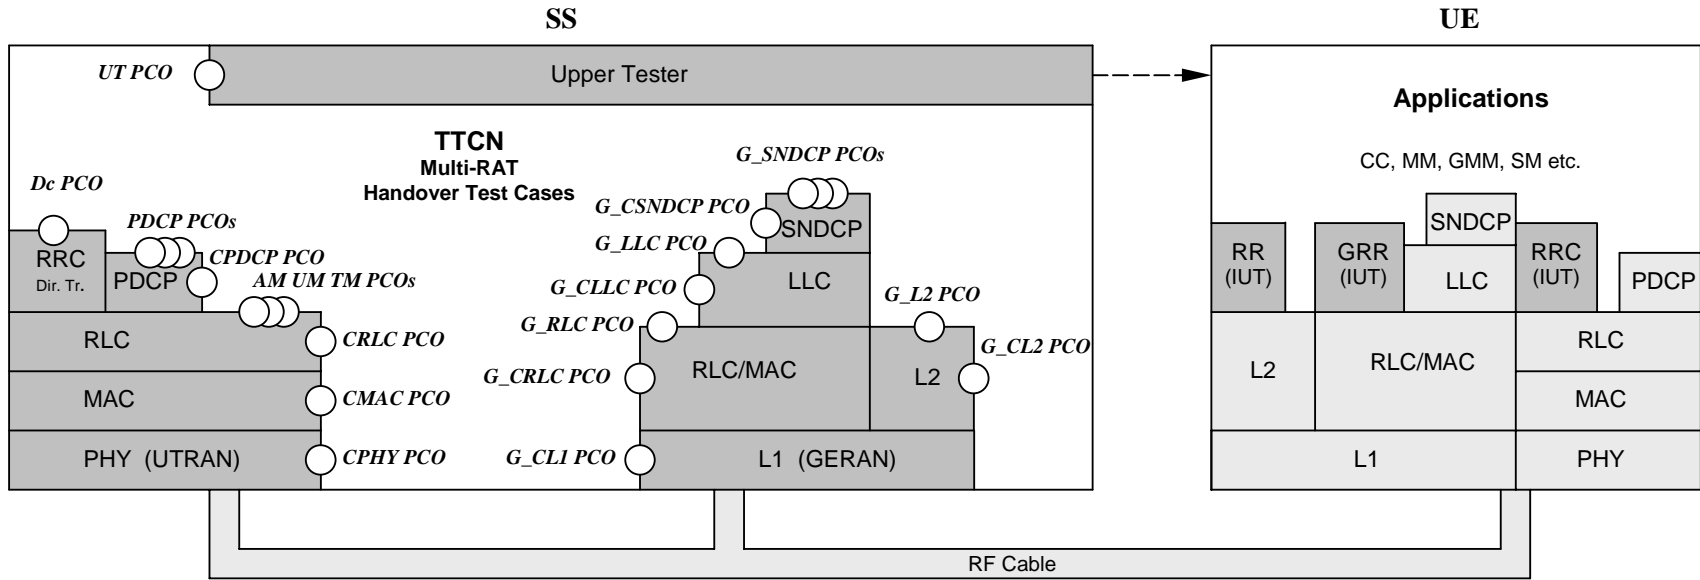 SS
UE
UT PCO
Upper Tester
Applications
TTCN
Multi-RAT
Handover Test Cases
G_SNDCP PCOs
CC, MM, GMM, SM etc.
Dc PCO
PDCP PCOs
G_CSNDCP PCO
SNDCP
SNDCP
G_LLC PCO
CPDCP PCO
RRC
Dir. Tr.
PDCP
AM UM TM PCOs
G_CLLC PCO
LLC
RR
(IUT)
GRR
(IUT)
LLC
RRC
(IUT)
PDCP
G_L2 PCO
G_RLC PCO
RLC
CRLC PCO
G_CL2 PCO
G_CRLC PCO
RLC/MAC
L2
L2
RLC/MAC
RLC
MAC
CMAC PCO
MAC
PHY (UTRAN)
CPHY PCO
G_CL1 PCO
L1 (GERAN)
L1
PHY
RF Cable